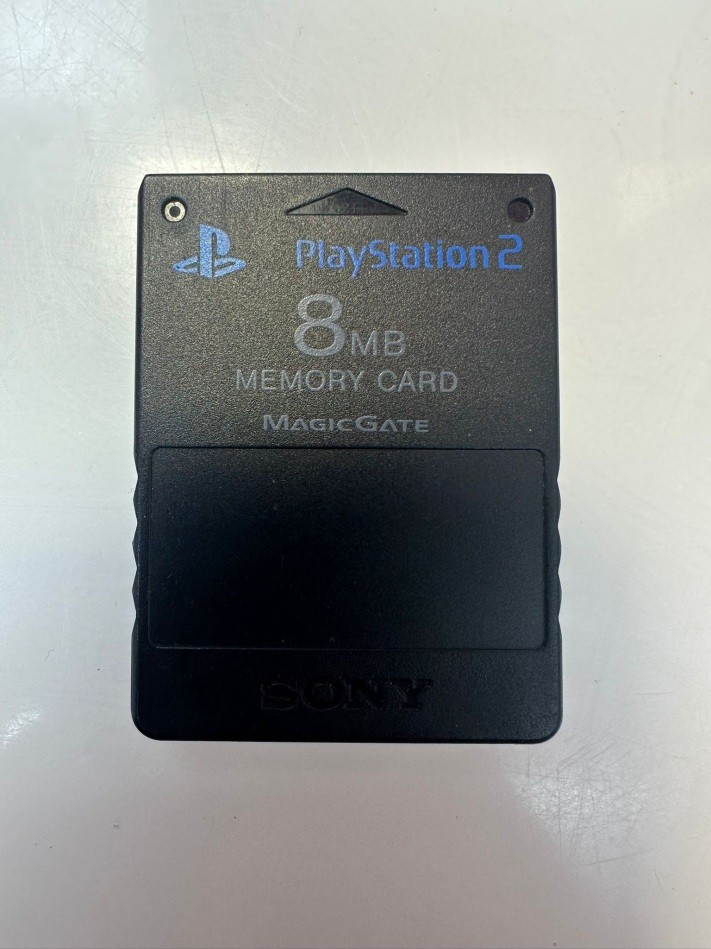 PlayStation 2
8MB
MEMORY CARD
MAGICGATE
SONY